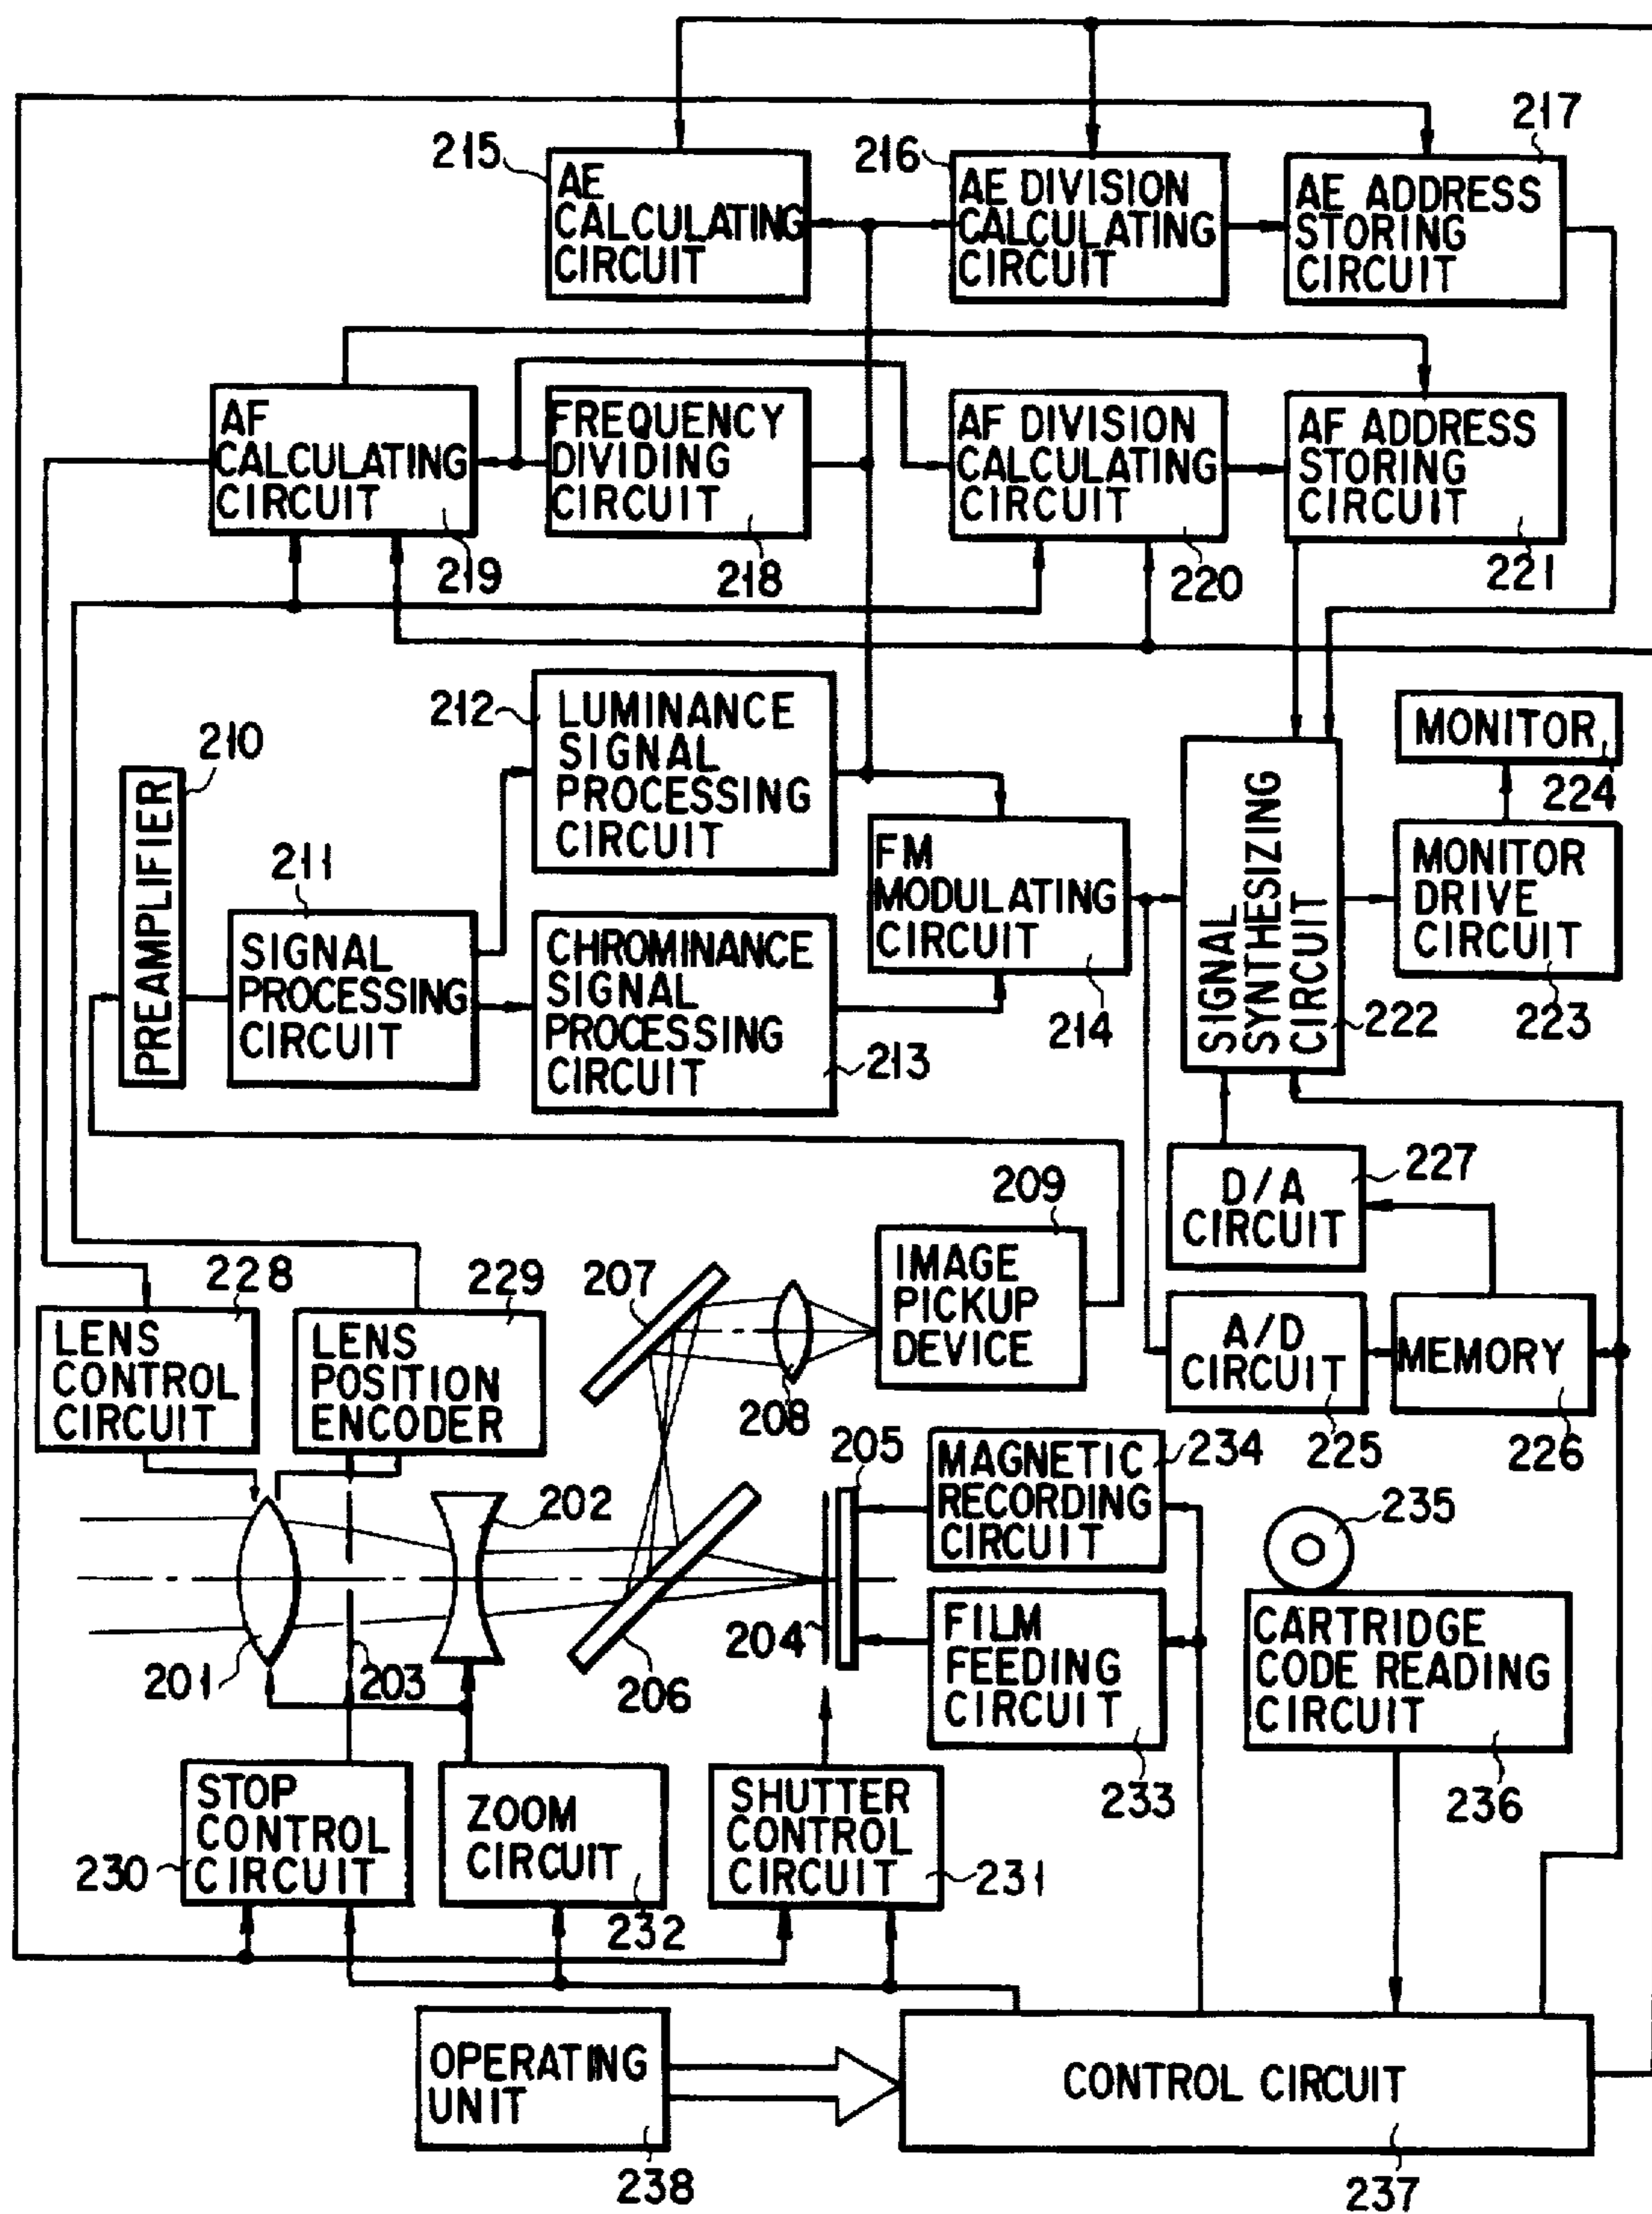 215
AE
CALCULATING
CIRCUIT
216
AE DIVISION
CALCULATING
CIRCUIT
217
AE ADDRESS
STORING
CIRCUIT
AF
CALCULATING
CIRCUIT
219
FREQUENCY
DIVIDING
CIRCUIT
218
AF DIVISION
CALCULATING
CIRCUIT
220
AF ADDRESS
STORING
CIRCUIT
221
210
PREAMPLIFIER
211
SIGNAL
PROCESSING
CIRCUIT
212
LUMINANCE
SIGNAL
PROCESSING
CIRCUIT
CHROMINANCE
SIGNAL
PROCESSING
CIRCUIT
213
FM
MODULATING
CIRCUIT
214
SIGNAL
SYNTHESIZING
CIRCUIT
222
MONITOR
224
MONITOR
DRIVE
CIRCUIT
223
D/A
CIRCUIT
227
A/D
CIRCUIT
225
MEMORY
226
209
IMAGE
PICKUP
DEVICE
207
208
228
LENS
CONTROL
CIRCUIT
229
LENS
POSITION
ENCODER
201
203
202
206
204
205
MAGNETIC
RECORDING
CIRCUIT
234
FILM
FEEDING
CIRCUIT
233
235
CARTRIDGE
CODE READING
CIRCUIT
236
STOP
CONTROL
CIRCUIT
230
ZOOM
CIRCUIT
232
SHUTTER
CONTROL
CIRCUIT
231
OPERATING
UNIT
238
CONTROL CIRCUIT
237